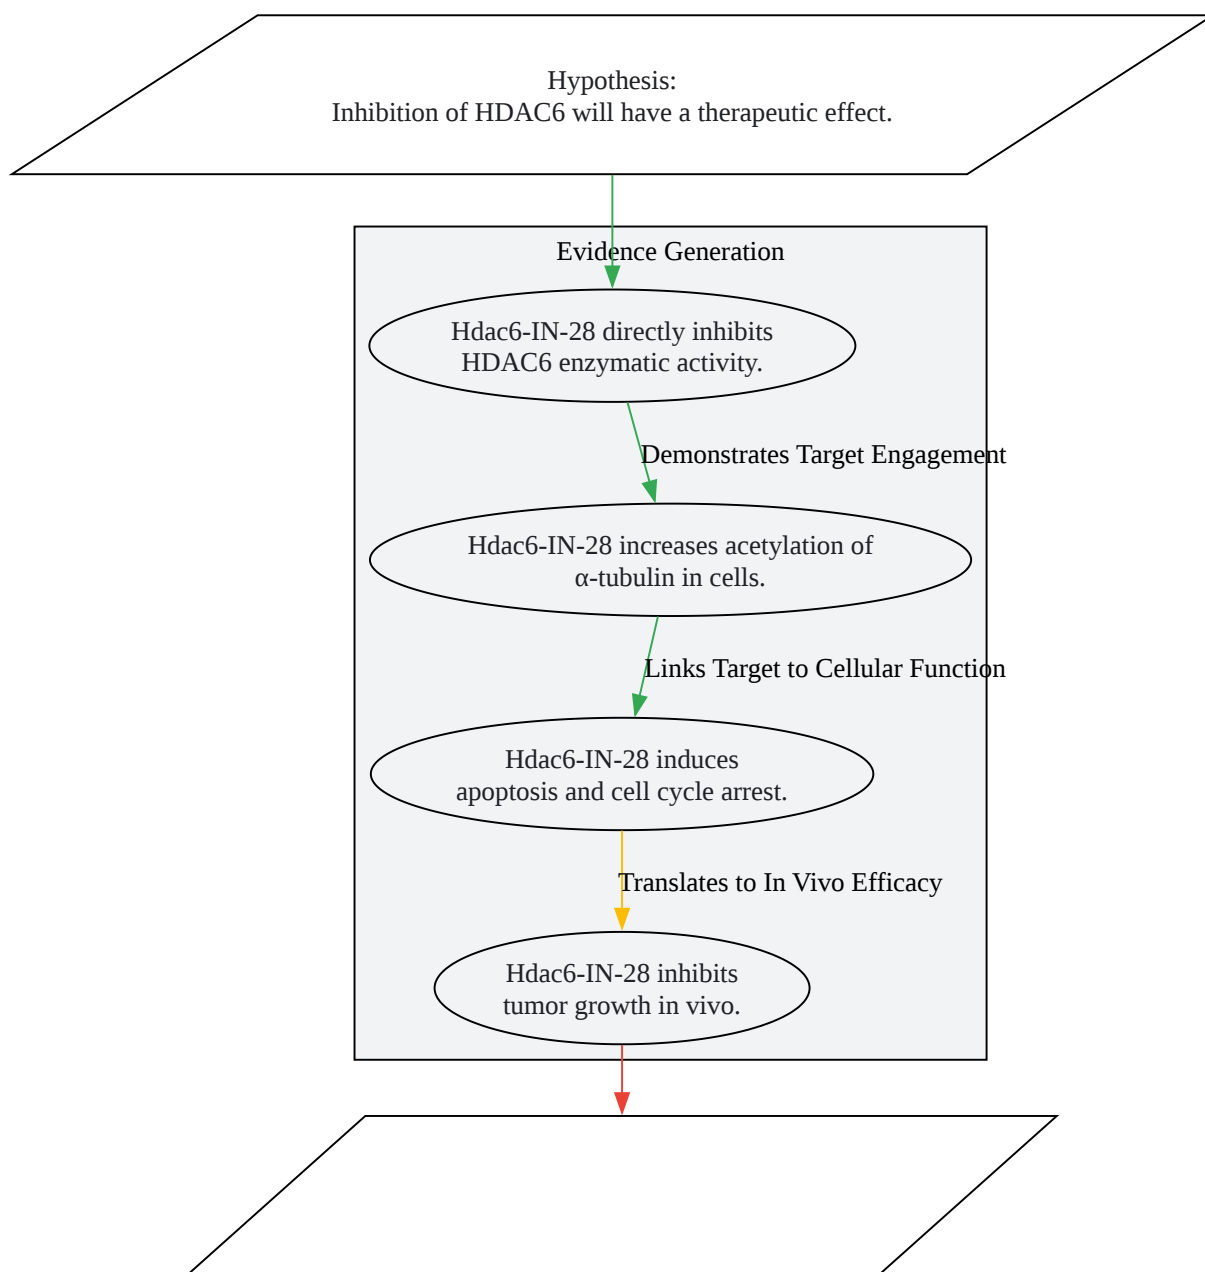 Hypothesis:
Inhibition of HDAC6 will have a therapeutic effect.
Evidence Generation
Hdac6-IN-28 directly inhibits
HDAC6 enzymatic activity.
Demonstrates Target Engagement
Hdac6-IN-28 increases acetylation of
α-tubulin in cells.
Links Target to Cellular Function
Hdac6-IN-28 induces
apoptosis and cell cycle arrest.
Translates to In Vivo Efficacy
Hdac6-IN-28 inhibits
tumor growth in vivo.